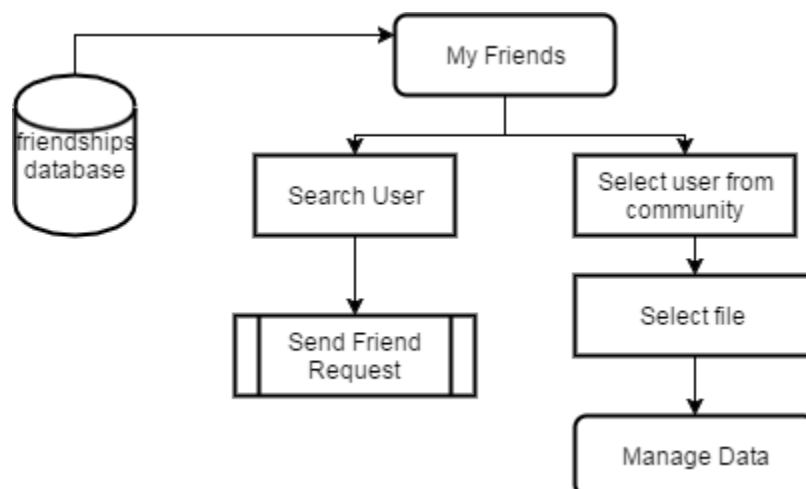 My Friends
friendships
database
Search User
Select user from
community
Send Friend
Request
Select file
Manage Data